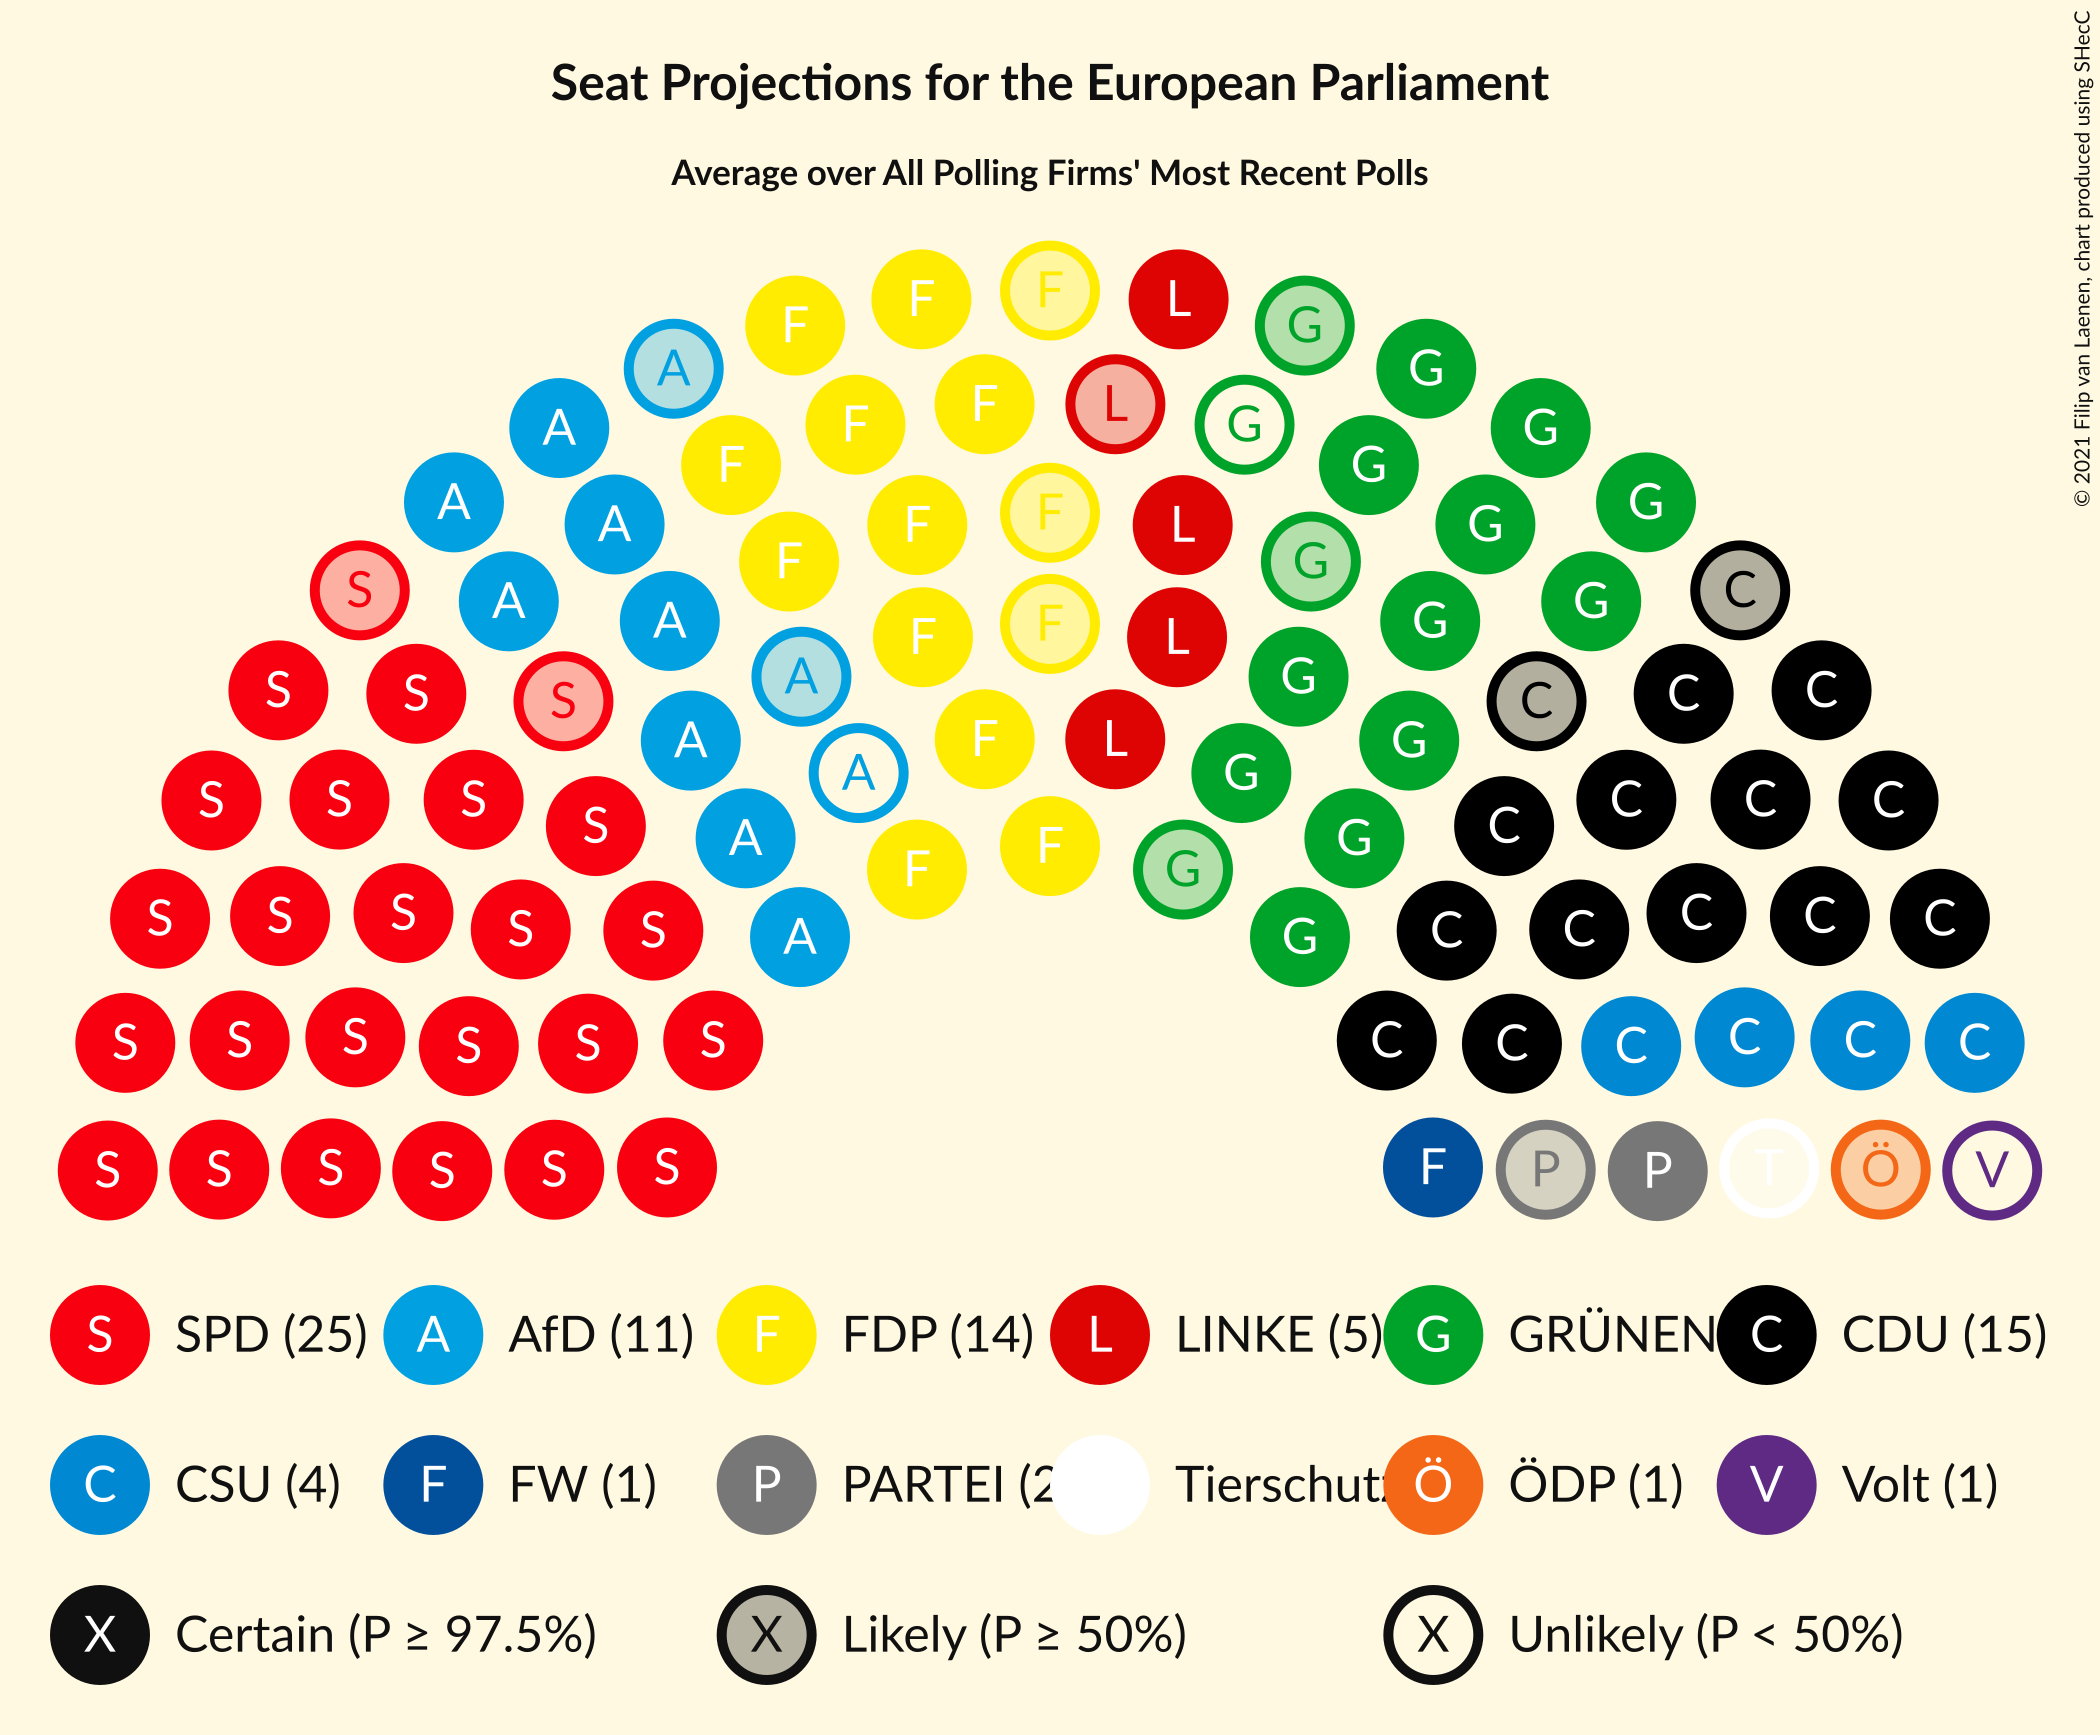 Seat Projections for the European Parliament
Average over All Polling Firms' Most Recent Polls
© 2021 Filip van Laenen, chart produced using SHecC
F
F F L G
A F F G
A F F L G G
A F F F L G G G
A A F F L G G G
S A A F G G G C
S S S A A G G C C C
S S S S A A F L G G C C C C
S S S S S A F F G G C C C C C
S S S S S S C C C C C C
S S S S S S F P P T Ö V
S SPD (25) A AfD (11) F FDP (14) L LINKE (5) G GRÜNEN C CDU (15)
C CSU (4) F FW (1) P PARTEI (2 Tierschutz Ö ÖDP (1) V Volt (1)
X Certain (P ≥ 97.5%) X Likely (P ≥ 50%) X Unlikely (P < 50%)